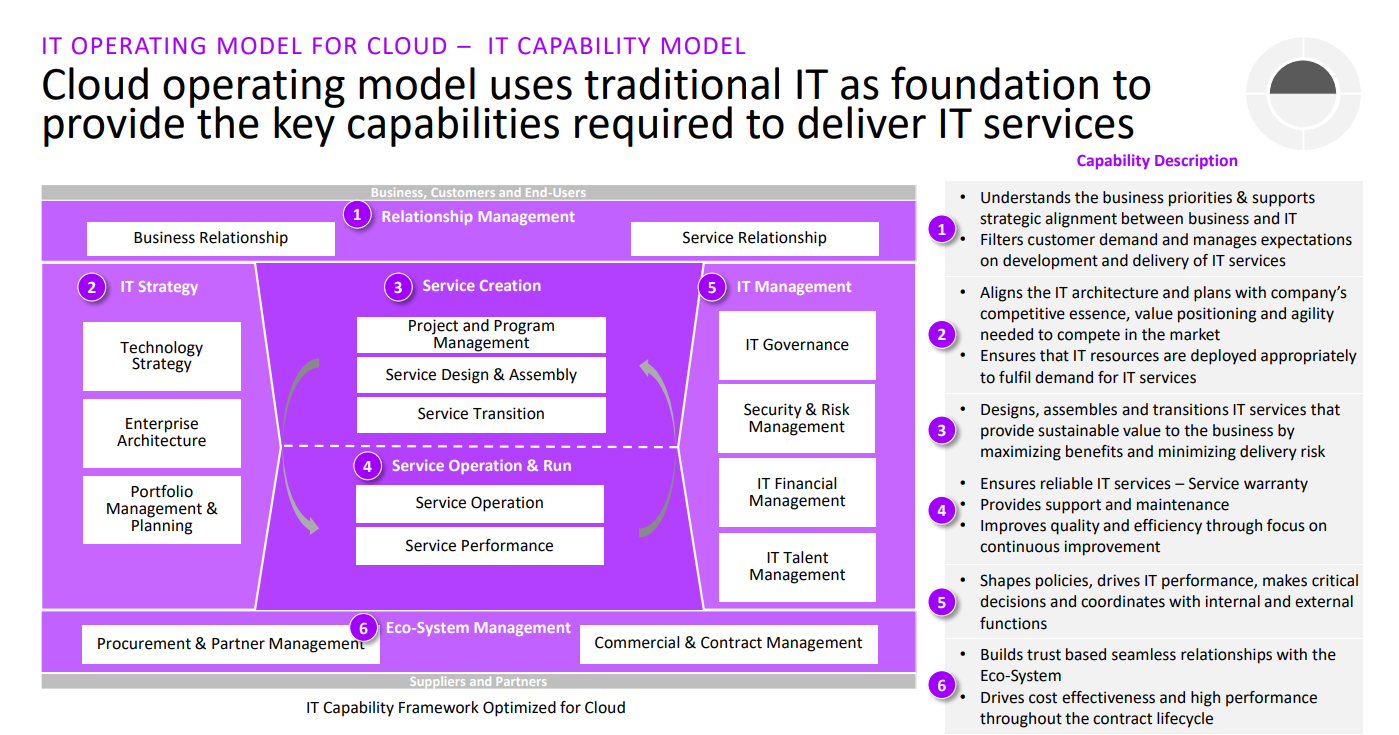 IT OPERATING MODEL FOR CLOUD – IT CAPABILITY MODEL
Cloud operating model uses traditional IT as foundation to
provide the key capabilities required to deliver IT services
Business, Customers and End-Users
1
Relationship Management
Business Relationship
Service Relationship
2
IT Strategy
Technology
Strategy
Enterprise
Architecture
Portfolio
Management &
Planning
3
Service Creation
Project and Program
Management
Service Design & Assembly
Service Transition
4
Service Operation & Run
Service Operation
Service Performance
5
IT Management
IT Governance
Security & Risk
Management
IT Financial
Management
IT Talent
Management
6
Eco-System Management
Procurement & Partner Management
Commercial & Contract Management
Suppliers and Partners
IT Capability Framework Optimized for Cloud
Capability Description
1
• Understands the business priorities & supports
strategic alignment between business and IT
• Filters customer demand and manages expectations
on development and delivery of IT services
2
• Aligns the IT architecture and plans with company's
competitive essence, value positioning and agility
needed to compete in the market
• Ensures that IT resources are deployed appropriately
to fulfil demand for IT services
3
• Designs, assembles and transitions IT services that
provide sustainable value to the business by
maximizing benefits and minimizing delivery risk
4
• Ensures reliable IT services – Service warranty
• Provides support and maintenance
• Improves quality and efficiency through focus on
continuous improvement
5
• Shapes policies, drives IT performance, makes critical
decisions and coordinates with internal and external
functions
6
• Builds trust based seamless relationships with the
Eco-System
• Drives cost effectiveness and high performance
throughout the contract lifecycle